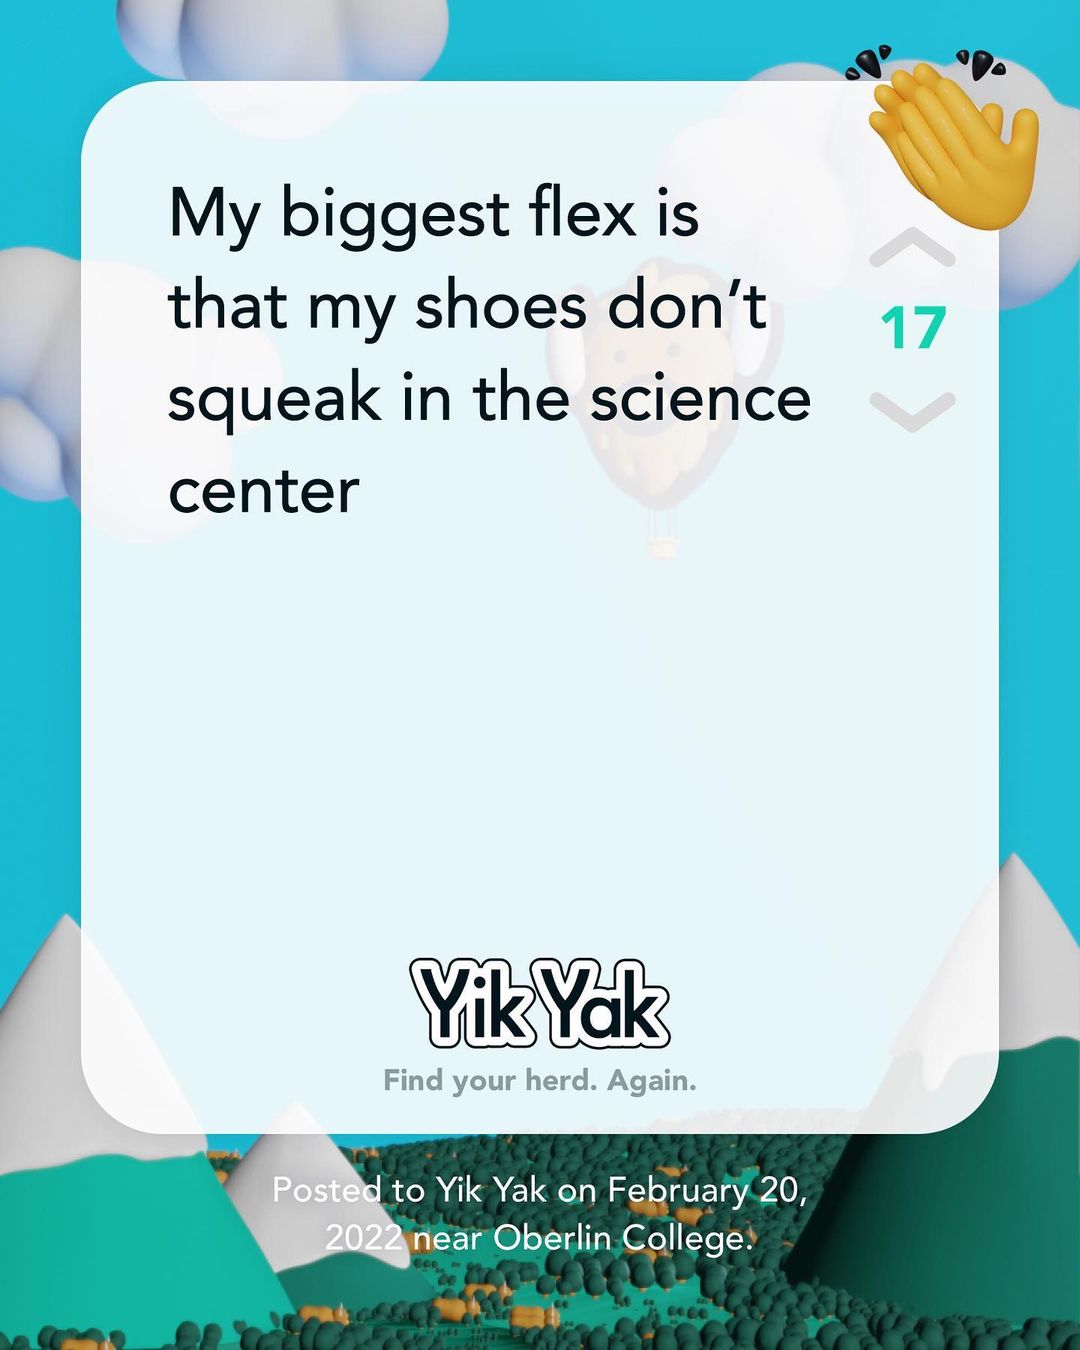 My biggest flex is
that my shoes don’t
squeak in the science
center
17
Yik Yak
Find your herd. Again.
Posted to Yik Yak on February 20,
2022 near Oberlin College.